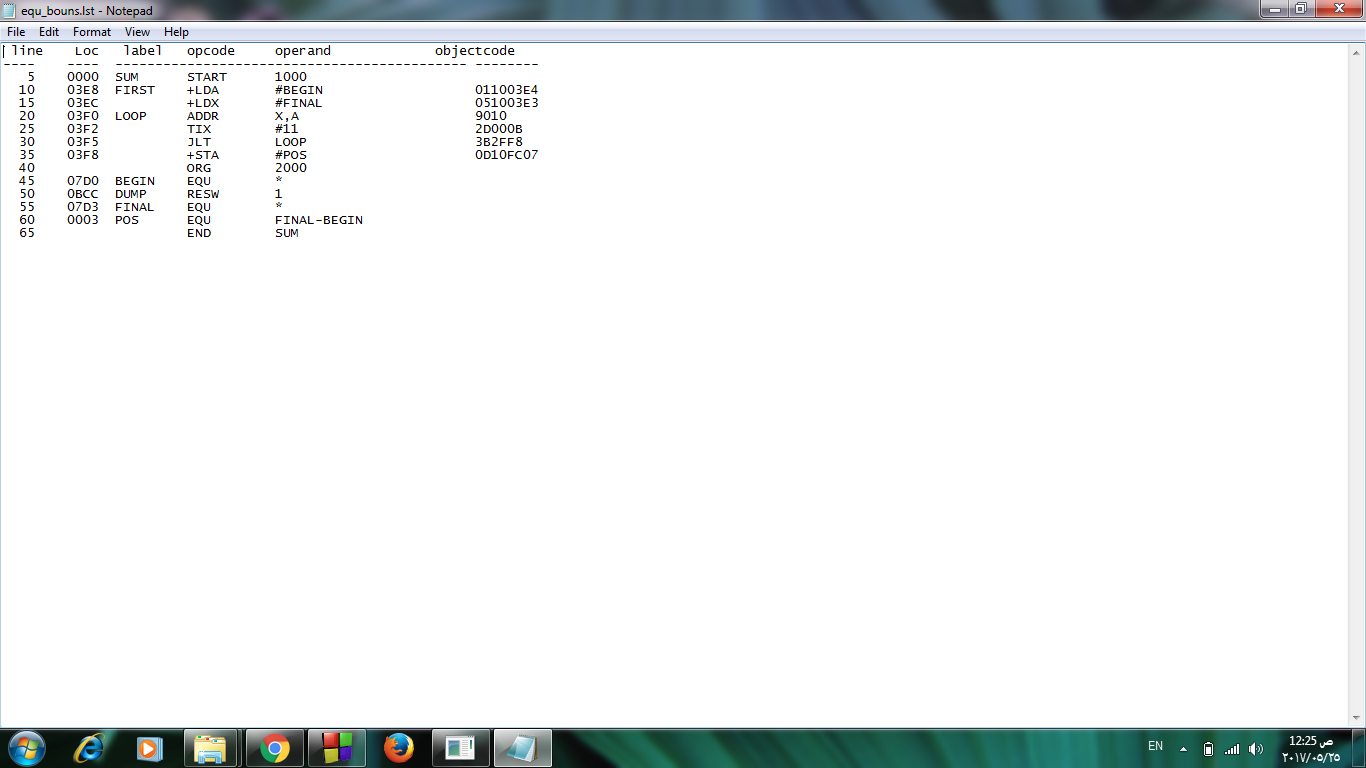 equ_bouns.lst - Notepad
File Edit Format View Help
line Loc label opcode operand objectcode
---- ---- -------------------------------------------- --------
5 0000 SUM START 1000
10 03E8 FIRST +LDA #BEGIN 011003E4
15 03EC +LDX #FINAL 051003E3
20 03F0 LOOP ADDR X,A 9010
25 03F2 TIX #11 2D000B
30 03F5 JLT LOOP 3B2FF8
35 03F8 +STA #POS 0D10FC07
40 ORG 2000
45 07D0 BEGIN EQU *
50 0BCC DUMP RESW 1
55 07D3 FINAL EQU *
60 0003 POS EQU FINAL-BEGIN
65 END SUM
EN
12:25 ص
٢٠١٧/٠٥/٢٥